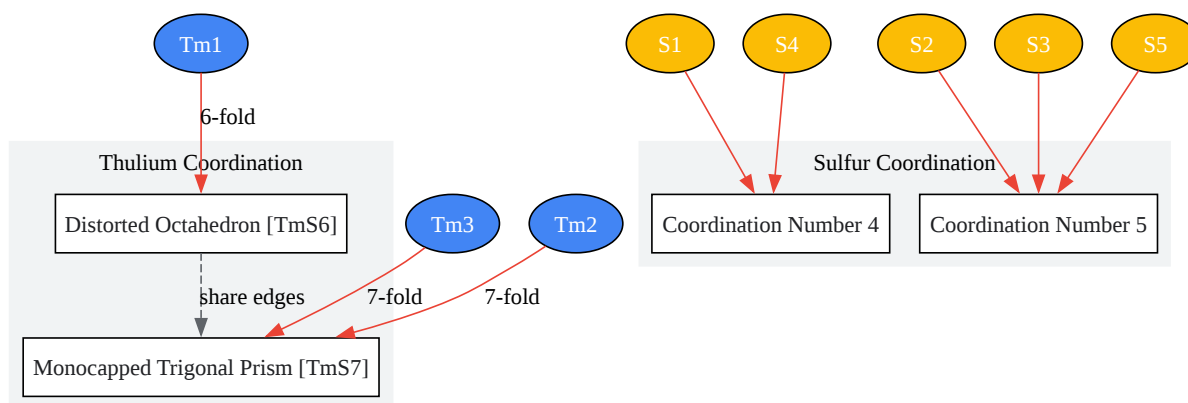 Tm1
S1
S4
S2
S3
S5
6-fold
Thulium Coordination
Sulfur Coordination
Distorted Octahedron [TmS6]
Tm3
Tm2
Coordination Number 4
Coordination Number 5
share edges
7-fold
7-fold
Monocapped Trigonal Prism [TmS7]